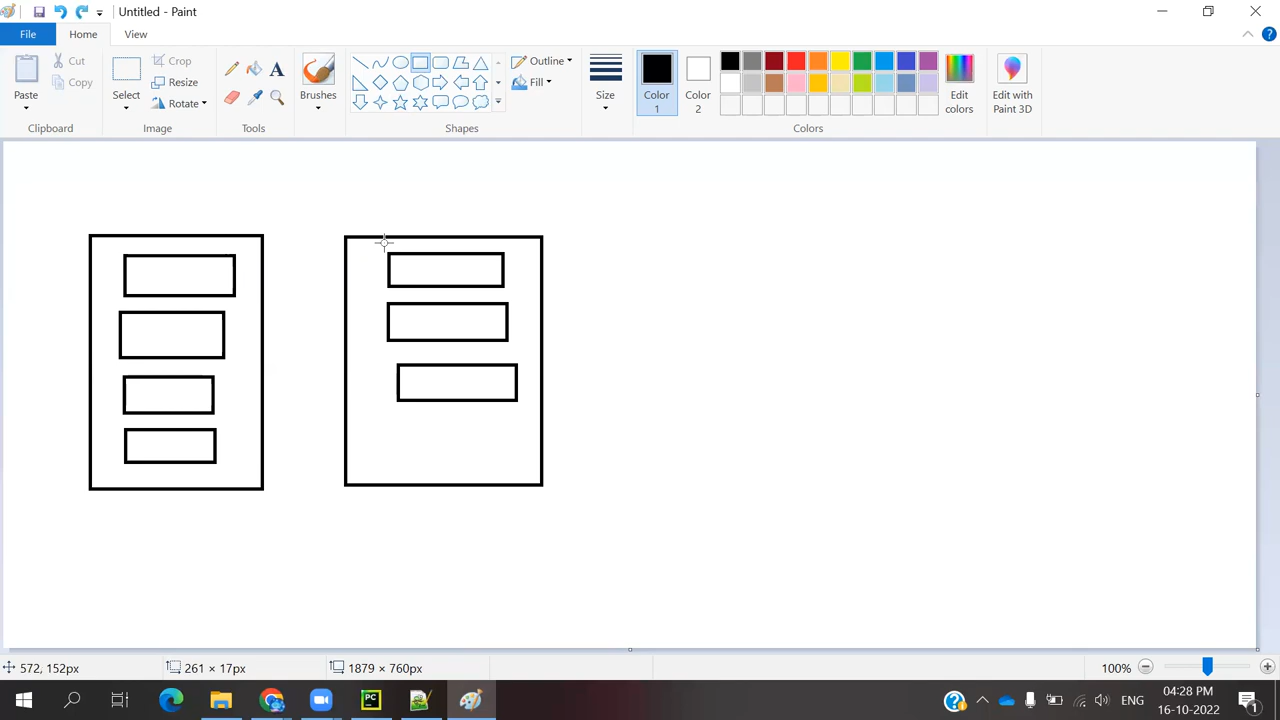 Untitled - Paint
File
Home
View
Paste
Cut
Copy
Clipboard
Select
Crop
Resize
Rotate
Image
A
Tools
Brushes
Outline
Fill
Shapes
Size
Color 1
Color 2
Edit colors
Colors
Edit with Paint 3D
572, 152px
261 × 17px
1879 × 760px
100%
PC
ENG
04:28 PM
16-10-2022
1